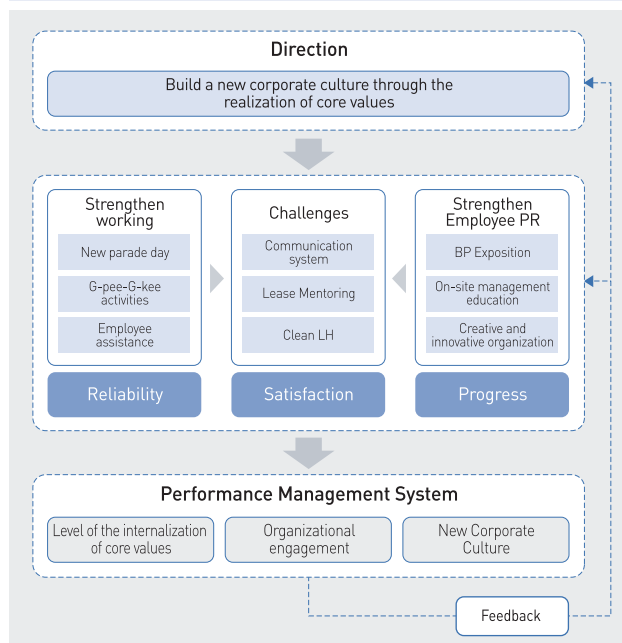 Direction
Build a new corporate culture through the
realization of core values
Strengthen
working
New parade day
G-pee-G-kee
activities
Employee
assistance
Reliability
Challenges
Communication
system
Lease Mentoring
Clean LH
Satisfaction
Strengthen
Employee PR
BP Exposition
On-site management
education
Creative and
innovative organization
Progress
Performance Management System
Level of the internalization
of core values
Organizational
engagement
New Corporate
Culture
Feedback